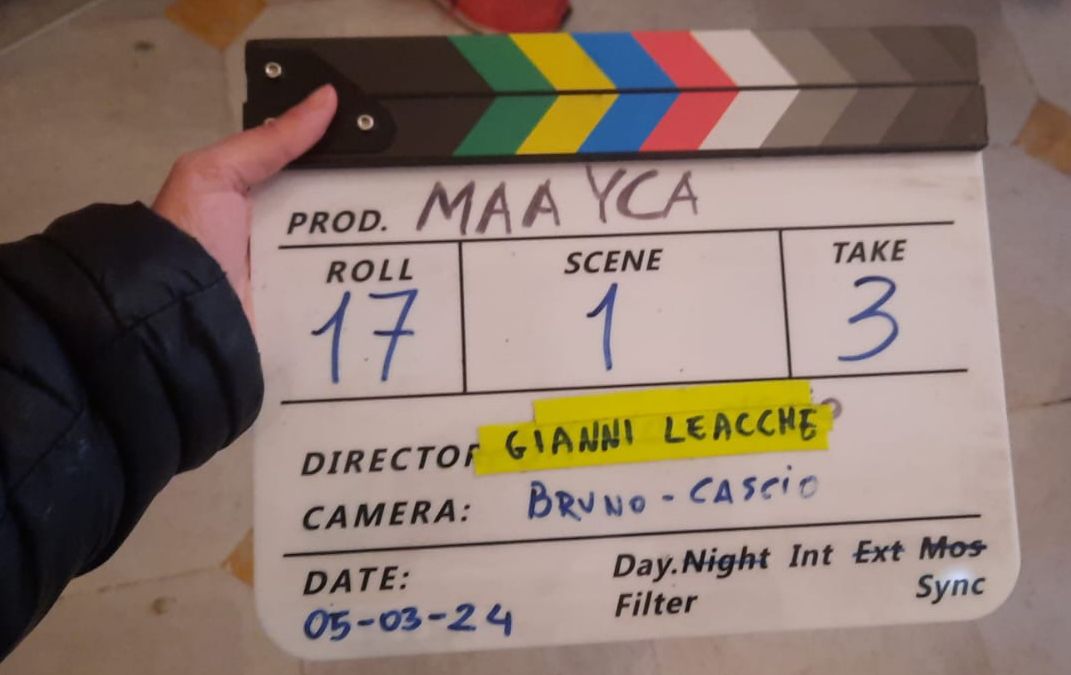 PROD. MAA YCA
ROLL SCENE TAKE
17 1 3
DIRECTOR GIANNI LEACCHE
CAMERA: BRUNO - CASCIO
DATE: Day.Night Int Ext Mos
Filter Sync
05-03-24